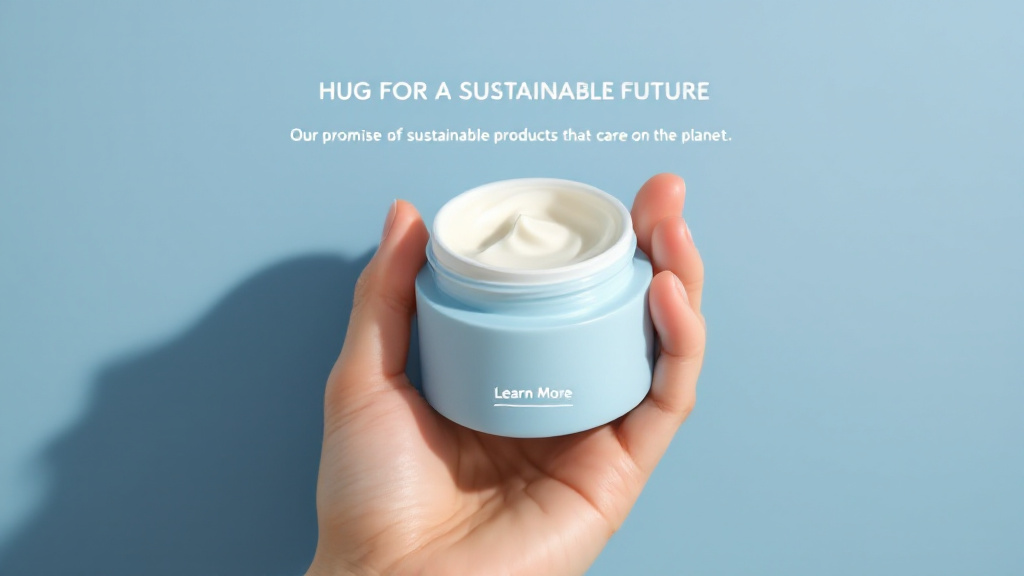 HUG FOR A SUSTAINABLE FUTURE
Our promise of sustainable products that care on the planet.
Learn More